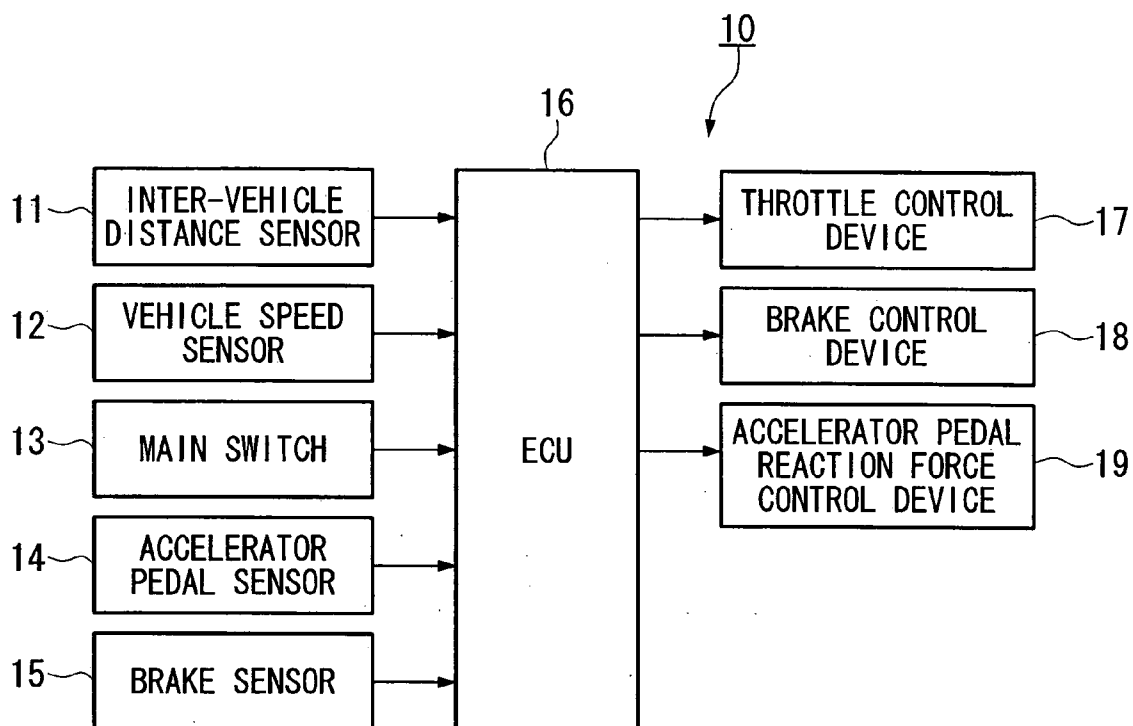 10
16
11
INTER-VEHICLE
DISTANCE SENSOR
12
VEHICLE SPEED
SENSOR
13
MAIN SWITCH
14
ACCELERATOR
PEDAL SENSOR
15
BRAKE SENSOR
ECU
THROTTLE CONTROL
DEVICE
17
BRAKE CONTROL
DEVICE
18
ACCELERATOR PEDAL
REACTION FORCE
CONTROL DEVICE
19